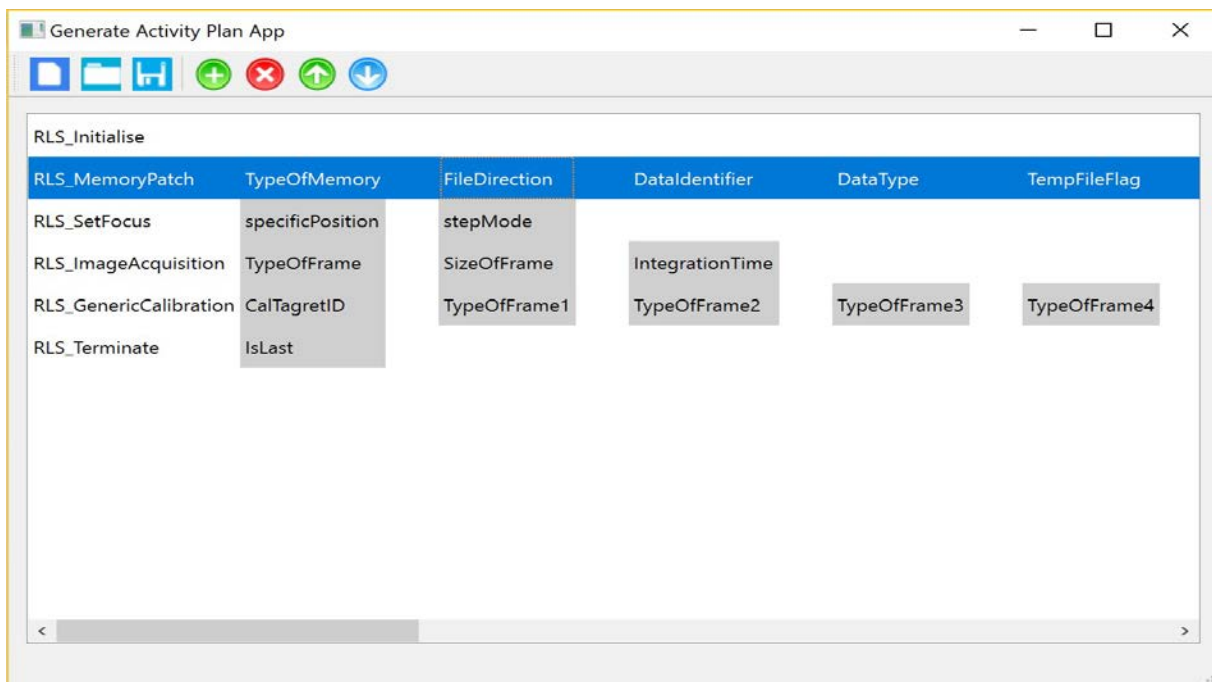 Generate Activity Plan App
RLS_Initialise
RLS_MemoryPatch TypeOfMemory FileDirection DataIdentifier DataType TempFileFlag
RLS_SetFocus specificPosition stepMode
RLS_ImageAcquisition TypeOfFrame SizeOfFrame IntegrationTime
RLS_GenericCalibration CalTagretID TypeOfFrame1 TypeOfFrame2 TypeOfFrame3 TypeOfFrame4
RLS_Terminate IsLast